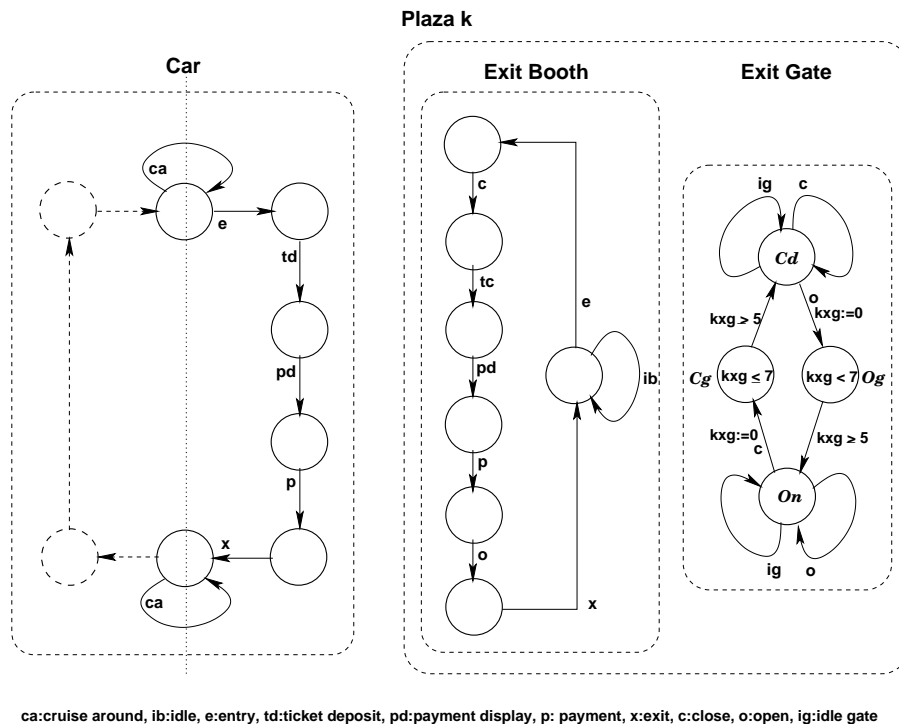 Plaza k
Car
Exit Booth
Exit Gate
ca
e
td
pd
p
x
ca
c
tc
pd
p
o
x
e
ib
ig
c
Cd
o
kxg:=0
kxg ≥ 5
Cg
kxg ≤ 7
kxg < 7
Og
kxg:=0
c
kxg ≥ 5
On
ig
o
ca:cruise around, ib:idle, e:entry, td:ticket deposit, pd:payment display, p: payment, x:exit, c:close, o:open, ig:idle gate